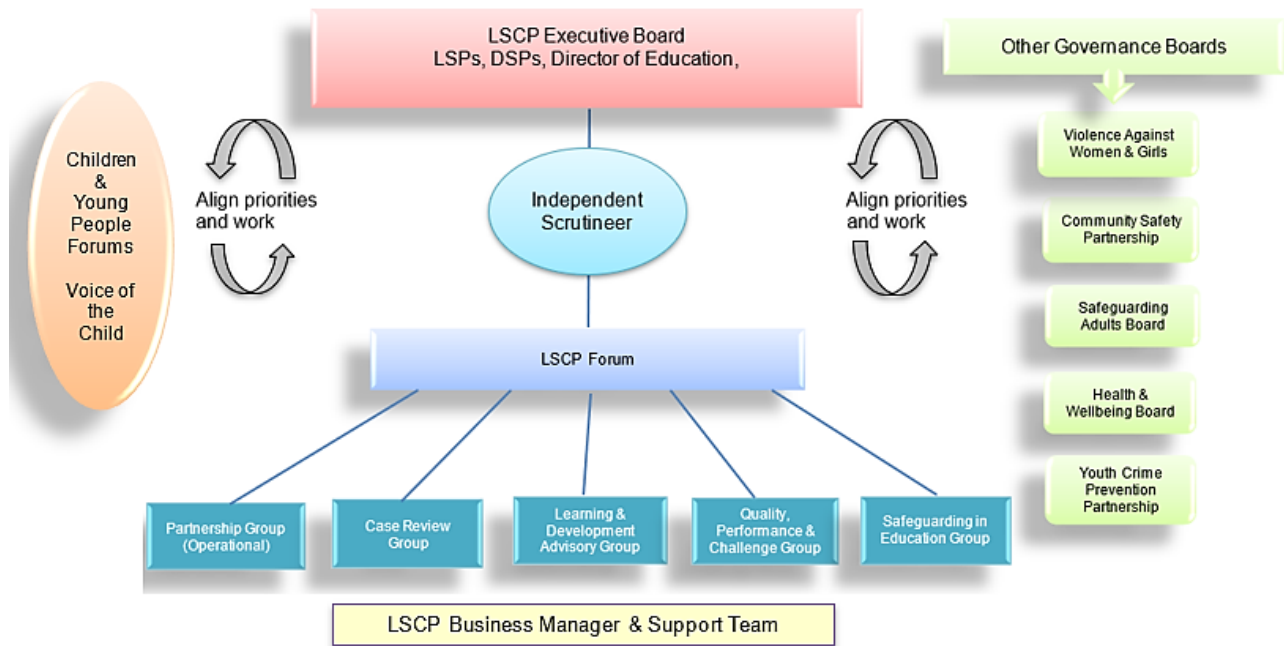 LSCP Executive Board
LSPs, DSPs, Director of Education,
Other Governance Boards
Children
&
Young
People
Forums
Voice of
the
Child
Align priorities
and work
Independent
Scrutineer
Align priorities
and work
Violence Against
Women & Girls
Community Safety
Partnership
Safeguarding
Adults Board
Health &
Wellbeing Board
Youth Crime
Prevention
Partnership
LSCP Forum
Partnership Group
(Operational)
Case Review
Group
Learning &
Development
Advisory Group
Quality,
Performance &
Challenge Group
Safeguarding in
Education Group
LSCP Business Manager & Support Team